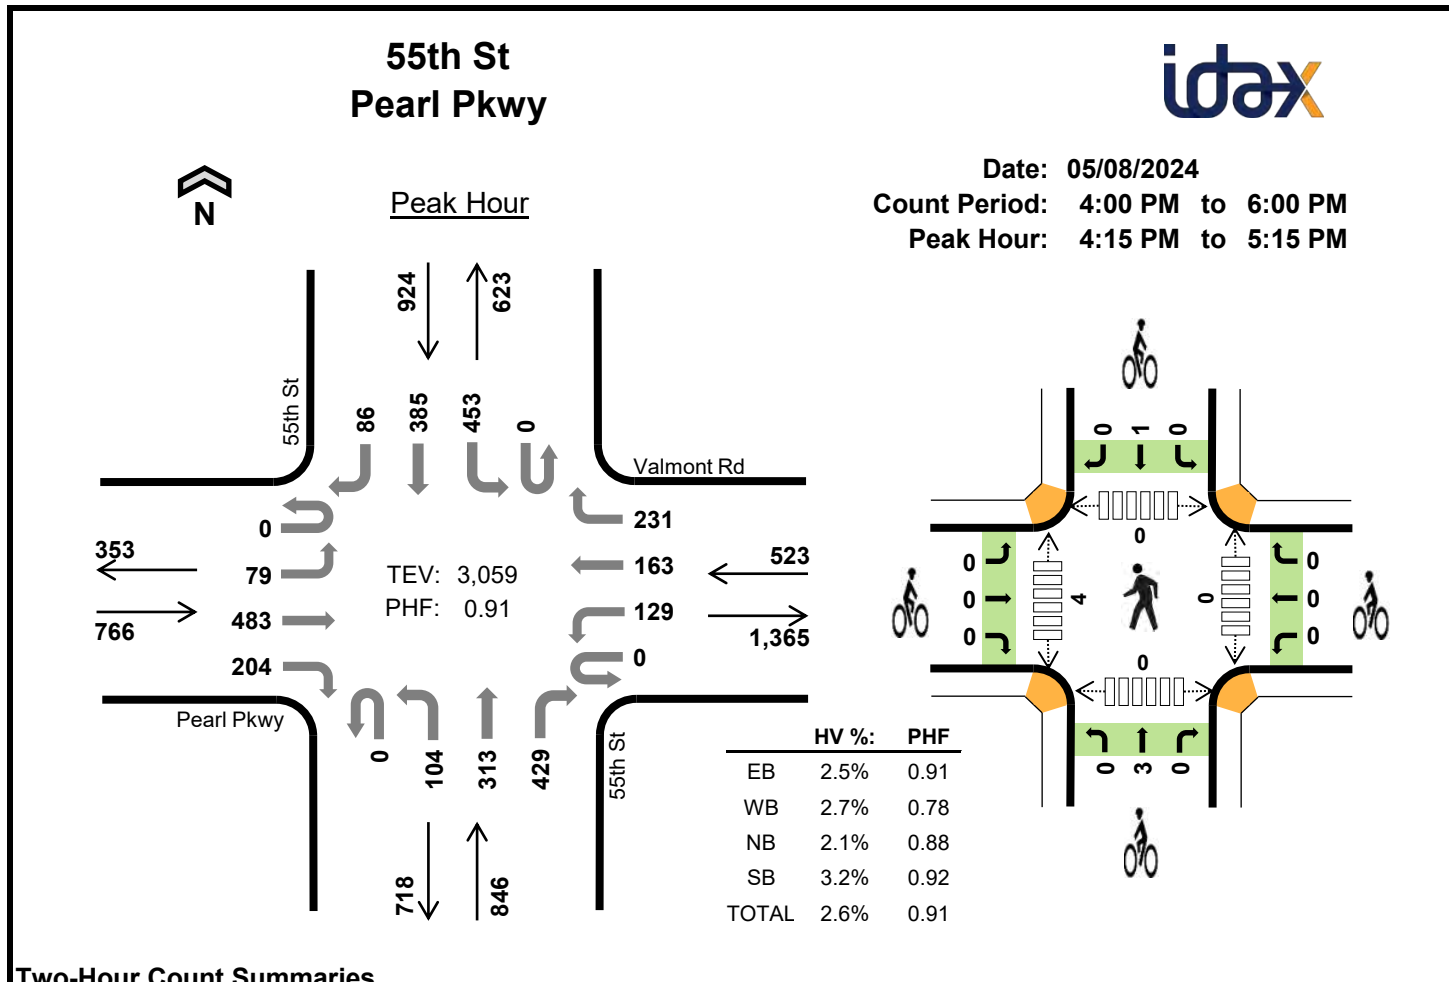 55th St
Pearl Pkwy
idax
Date: 05/08/2024
Count Period: 4:00 PM to 6:00 PM
Peak Hour: 4:15 PM to 5:15 PM
N
Peak Hour
924
623
55th St
86
385
453
0
Valmont Rd
0
79
483
204
353
766
TEV: 3,059
PHF: 0.91
231
163
129
0
523
1,365
Pearl Pkwy
0
104
313
429
55th St
718
846
HV %: PHF
EB 2.5% 0.91
WB 2.7% 0.78
NB 2.1% 0.88
SB 3.2% 0.92
TOTAL 2.6% 0.91
0
1
0
0
0
0
0
4
0
0
0
0
0
0
3
0
Two-Hour Count Summaries